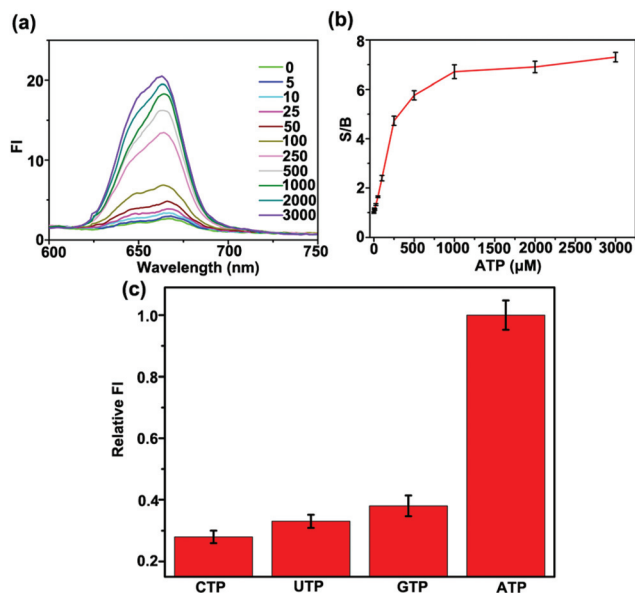 (a)
20
10
0
FI
600
650
700
750
Wavelength (nm)
0
5
10
25
50
100
250
500
1000
2000
3000
(b)
8
6
4
2
0
S/B
0
500
1000
1500
2000
2500
3000
ATP (µM)
(c)
1.0
0.8
0.6
0.4
0.2
Relative FI
CTP
UTP
GTP
ATP